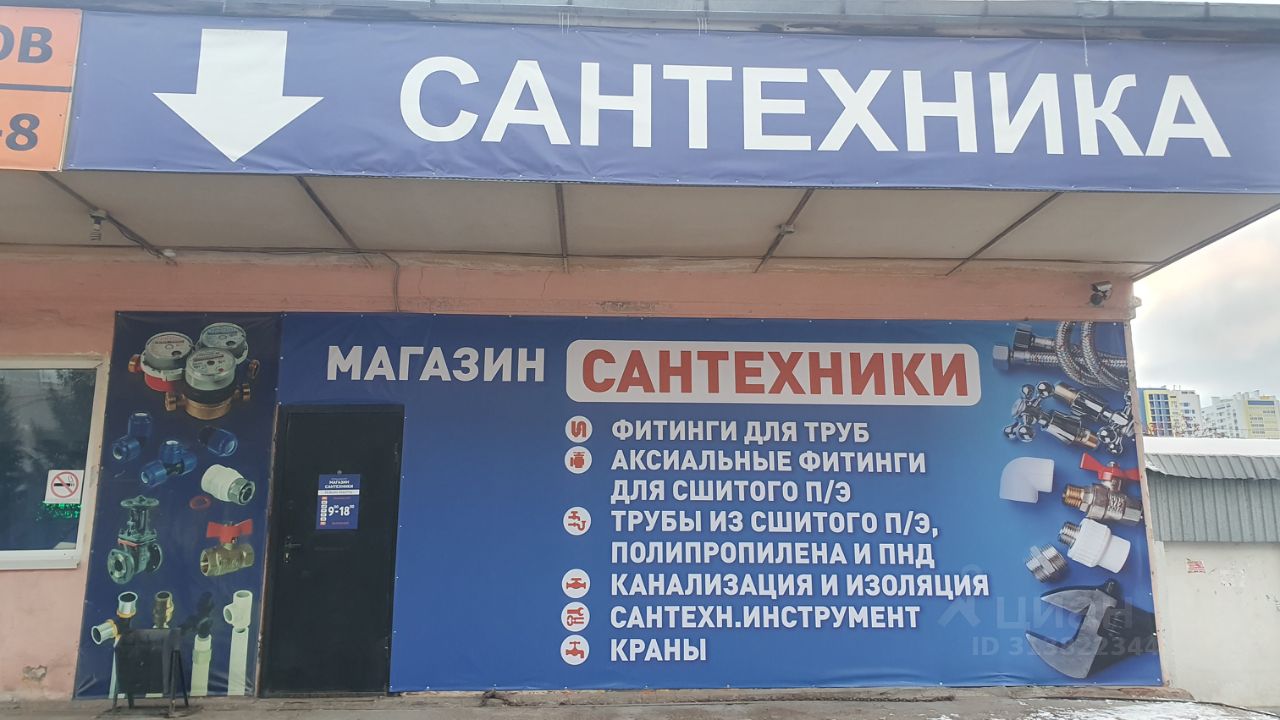 ОВ
-8
САНТЕХНИКА
МАГАЗИН САНТЕХНИКИ
ФИТИНГИ ДЛЯ ТРУБ
АКСИАЛЬНЫЕ ФИТИНГИ
ДЛЯ СШИТОГО П/Э
ТРУБЫ ИЗ СШИТОГО П/Э,
ПОЛИПРОПИЛЕНА И ПНД
КАНАЛИЗАЦИЯ И ИЗОЛЯЦИЯ
САНТЕХН.ИНСТРУМЕНТ
КРАНЫ
МАГАЗИН
САНТЕХНИКИ
9-18
циан